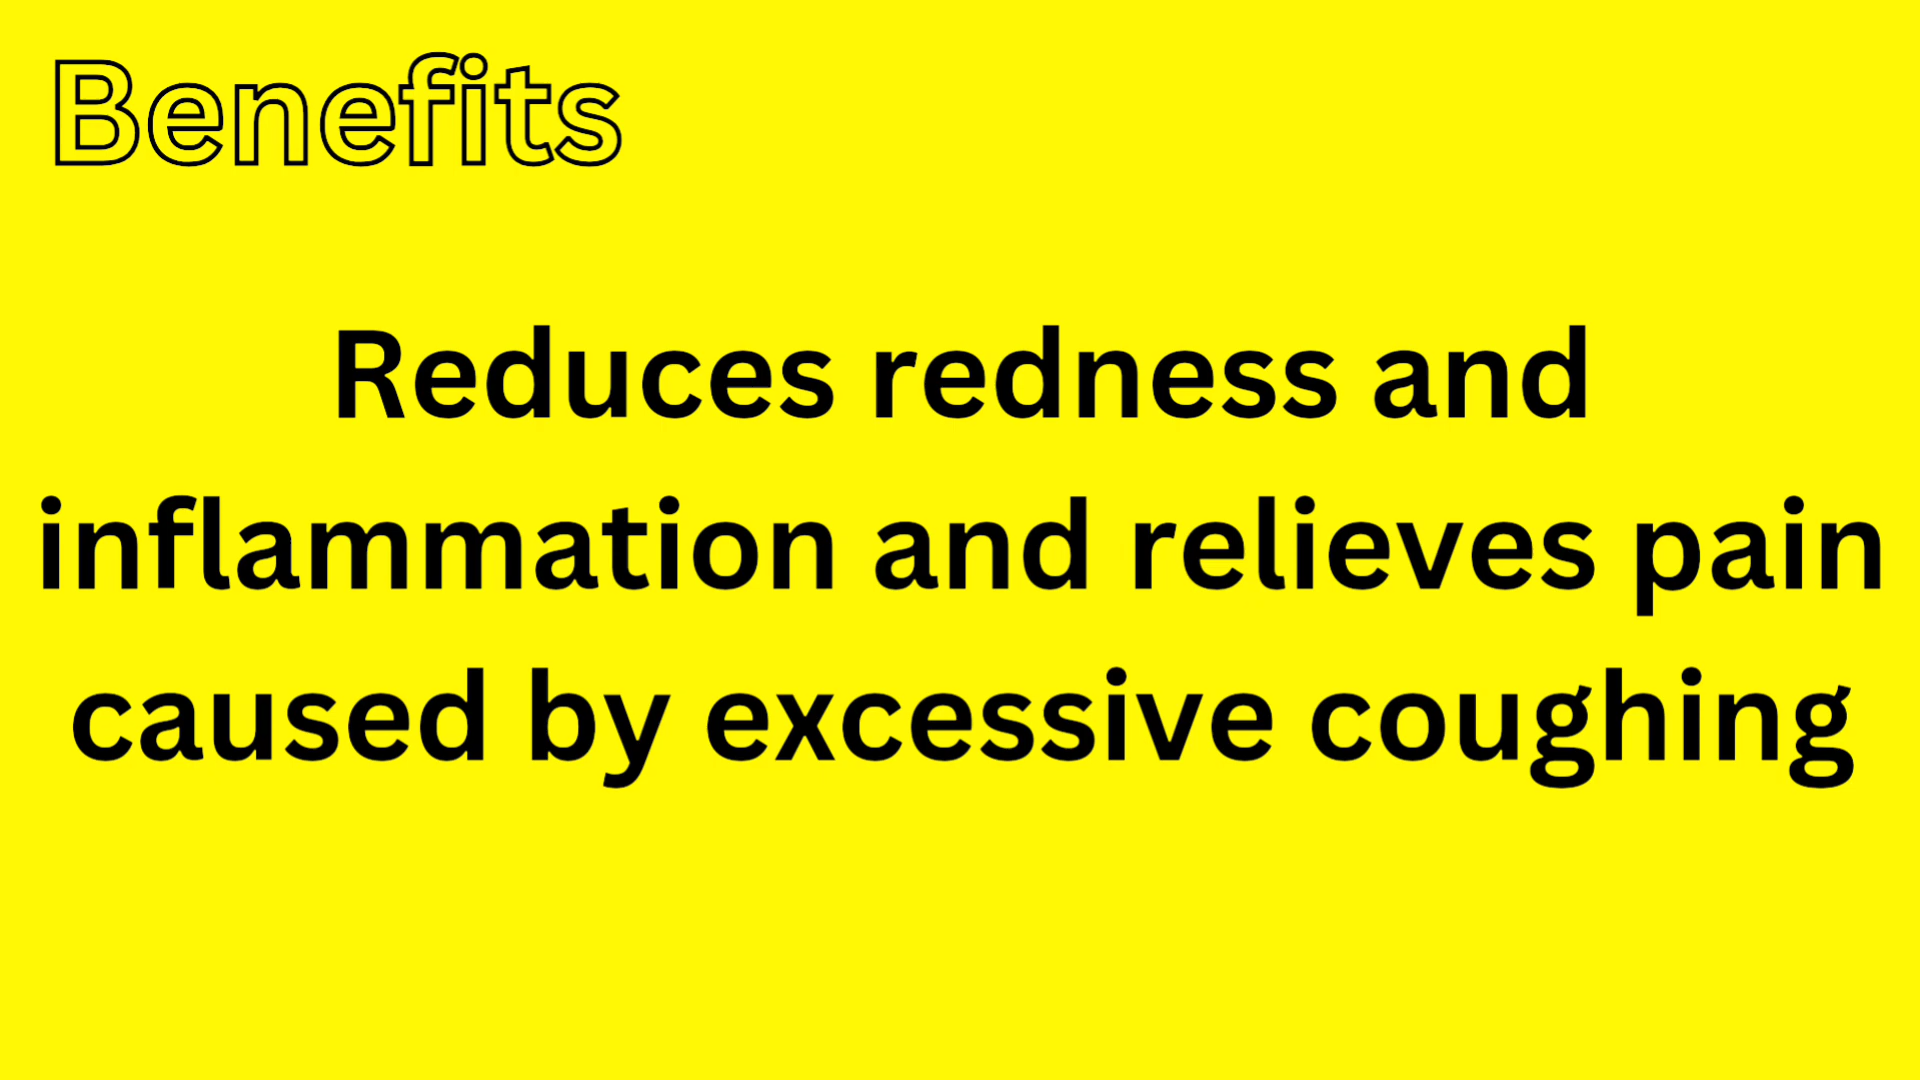 Benefits
Reduces redness and
inflammation and relieves pain
caused by excessive coughing